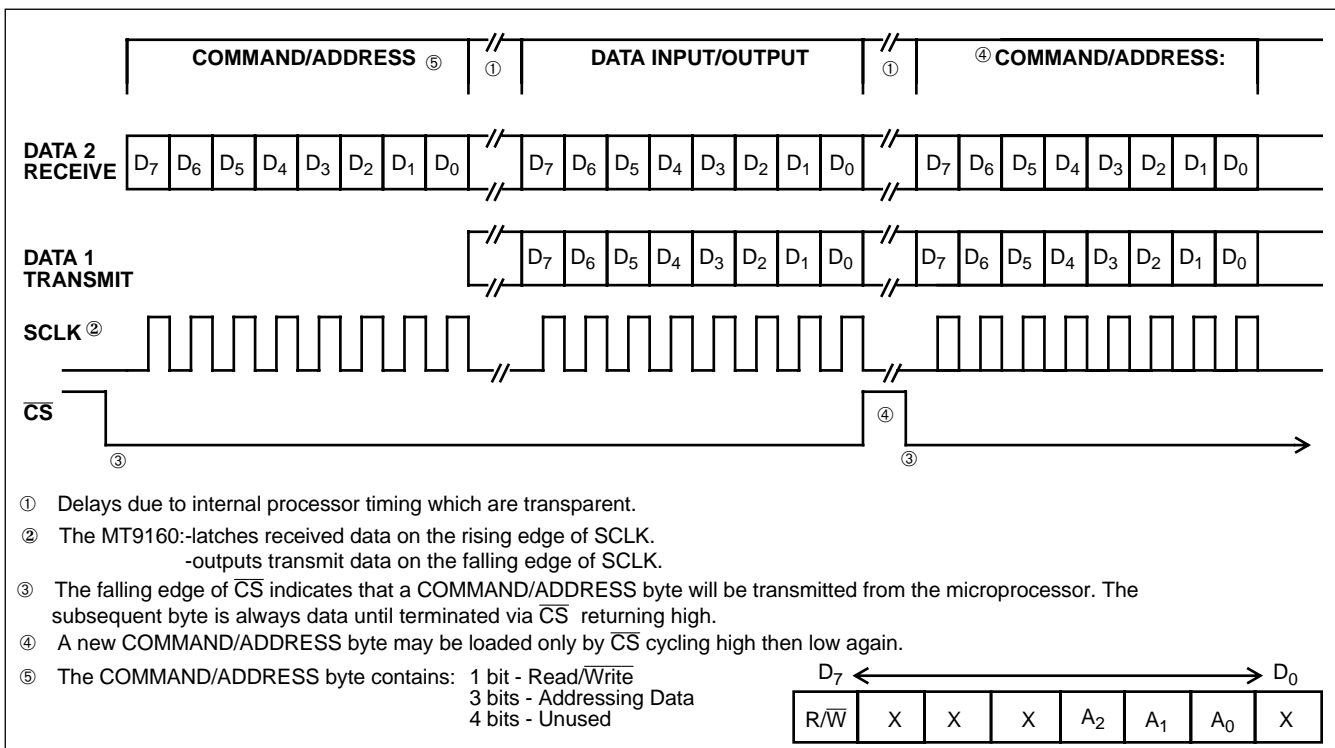 COMMAND/ADDRESS ⑤ // ① DATA INPUT/OUTPUT // ① ④ COMMAND/ADDRESS:
DATA 2
RECEIVE
D7 D6 D5 D4 D3 D2 D1 D0 // D7 D6 D5 D4 D3 D2 D1 D0 // D7 D6 D5 D4 D3 D2 D1 D0
DATA 1
TRANSMIT
D7 D6 D5 D4 D3 D2 D1 D0 // D7 D6 D5 D4 D3 D2 D1 D0
SCLK ②
CS ④
③ ③
① Delays due to internal processor timing which are transparent.
② The MT9160:-latches received data on the rising edge of SCLK.
-outputs transmit data on the falling edge of SCLK.
③ The falling edge of CS indicates that a COMMAND/ADDRESS byte will be transmitted from the microprocessor. The
subsequent byte is always data until terminated via CS returning high.
④ A new COMMAND/ADDRESS byte may be loaded only by CS cycling high then low again.
⑤ The COMMAND/ADDRESS byte contains: 1 bit - Read/Write
3 bits - Addressing Data
4 bits - Unused
D7 D0
R/W X X X A2 A1 A0 X